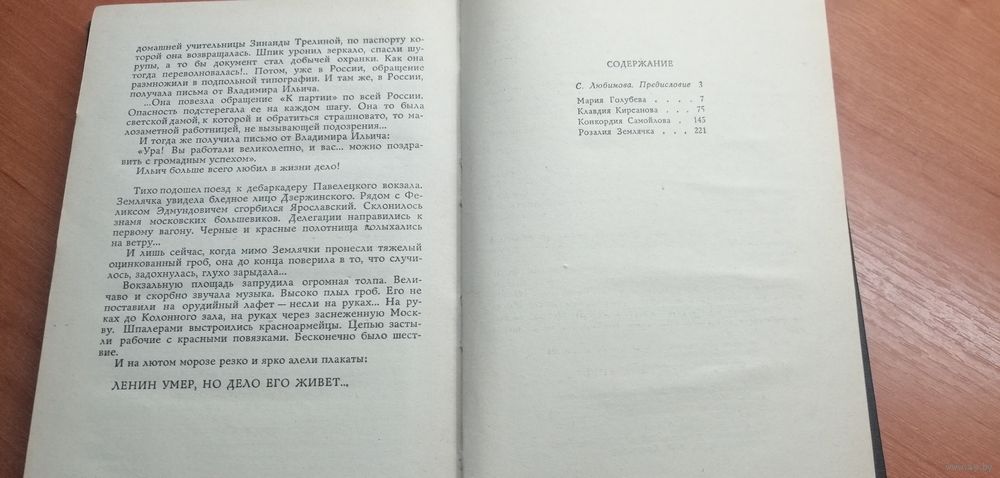 домашней учительницы Зинаиды Трелиной, по паспорту ко-
торой она возвращалась. Шпик уронил зеркало, спасли шу-
рупы, а то бы документ стал добычей охранки. Как она
тогда переволновалась!.. Потом, уже в России, обращение
размножили в подпольной типографии. И там же, в России,
получала письма от Владимира Ильича.
...Она повезла обращение «К партии» по всей России.
Опасность подстерегала ее на каждом шагу. Она то была
светской дамой, к которой и обратиться страшновато, то ма-
лозаметной работницей, не вызывающей подозрения...
И тогда же получила письмо от Владимира Ильича:
«Ура! Вы работали великолепно, и вас... можно поздра-
вить с громадным успехом».
Ильич больше всего любил в жизни дело!
Тихо подошел поезд к дебаркадеру Павелецкого вокзала.
Землячка увидела бледное лицо Дзержинского. Рядом с Фе-
ликсом Эдмундовичем сгорбился Ярославский. Склонилось
знамя московских большевиков. Делегации направились к
первому вагону. Черные и красные полотнища колыхались
на ветру...
И лишь сейчас, когда мимо Землячки пронесли тяжелый
оцинкованный гроб, она до конца поверила в то, что случи-
лось, задохнулась, глухо зарыдала...
Вокзальную площадь запрудила огромная толпа. Вели-
чаво и скорбно звучала музыка. Высоко плыл гроб. Его не
поставили на орудийный лафет — несли на руках... На ру-
ках до Колонного зала, на руках через заснеженную Моск-
ву. Шпалерами выстроились красноармейцы. Цепью засты-
ли рабочие с красными повязками. Бесконечно было шест-
вие.
И на лютом морозе резко и ярко алели плакаты:
ЛЕНИН УМЕР, НО ДЕЛО ЕГО ЖИВЕТ...
СОДЕРЖАНИЕ
С. Любимова. Предисловие 3
Мария Голубева . . . . 7
Клавдия Кирсанова . . . 75
Конкордия Самойлова . 145
Розалия Землячка . . . 221